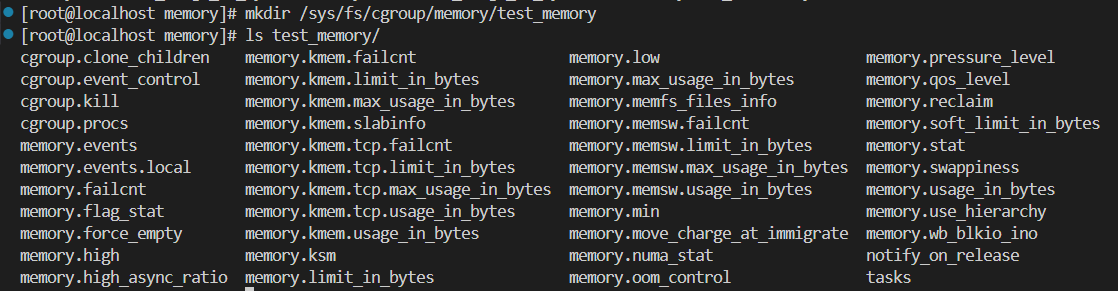 [root@localhost memory]# mkdir /sys/fs/cgroup/memory/test_memory
[root@localhost memory]# ls test_memory/
cgroup.clone_children memory.kmem.failcnt memory.low memory.pressure_level
cgroup.event_control memory.kmem.limit_in_bytes memory.max_usage_in_bytes memory.qos_level
cgroup.kill memory.kmem.max_usage_in_bytes memory.memfs_files_info memory.reclaim
cgroup.procs memory.kmem.slabinfo memory.memsw.failcnt memory.soft_limit_in_bytes
memory.events memory.kmem.tcp.failcnt memory.memsw.limit_in_bytes memory.stat
memory.events.local memory.kmem.tcp.limit_in_bytes memory.memsw.max_usage_in_bytes memory.swappiness
memory.failcnt memory.kmem.tcp.max_usage_in_bytes memory.memsw.usage_in_bytes memory.usage_in_bytes
memory.flag_stat memory.kmem.tcp.usage_in_bytes memory.min memory.use_hierarchy
memory.force_empty memory.kmem.usage_in_bytes memory.move_charge_at_immigrate memory.wb_blkio_ino
memory.high memory.ksm memory.numa_stat notify_on_release
memory.high_async_ratio memory.limit_in_bytes memory.oom_control tasks